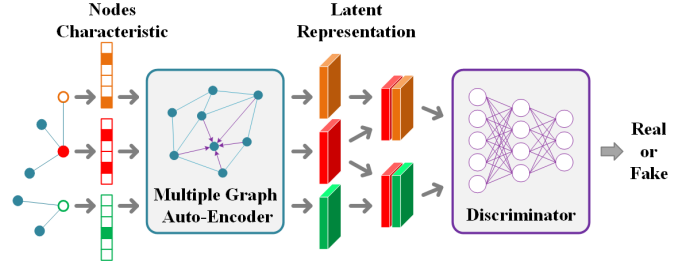 Nodes
Characteristic
Latent
Representation
Multiple Graph
Auto-Encoder
Discriminator
Real
or
Fake